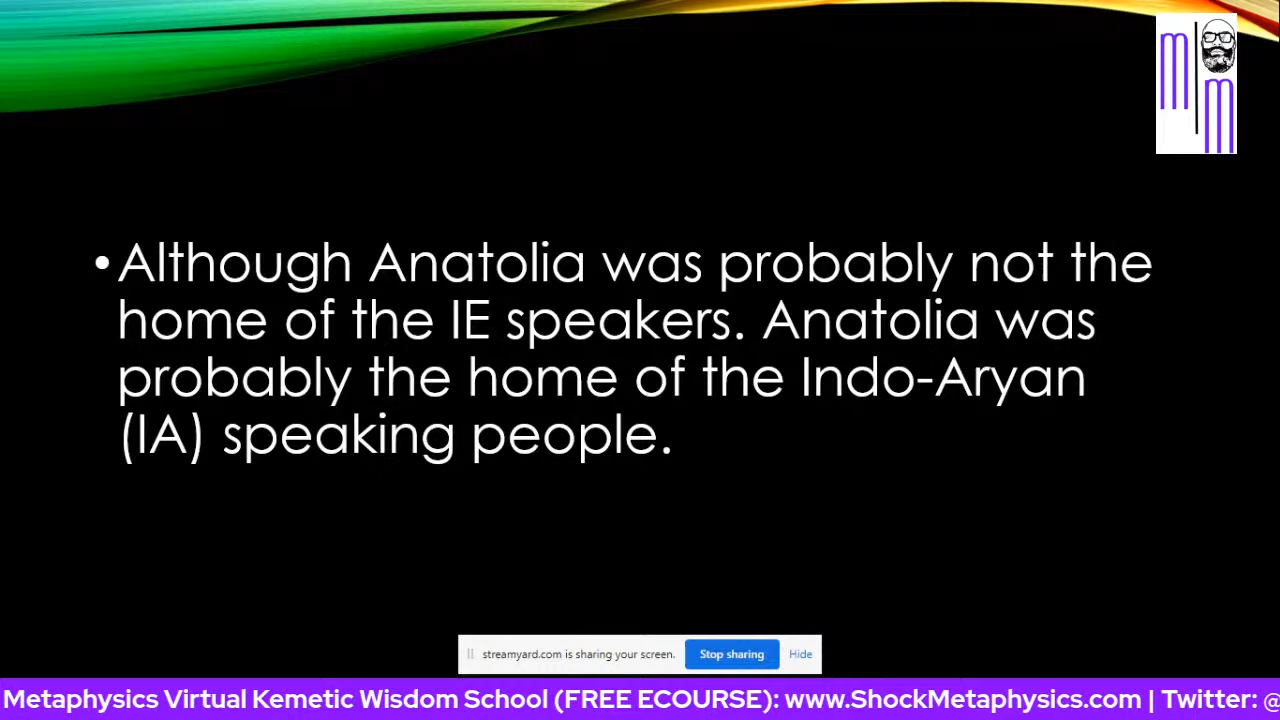 m
m
•Although Anatolia was probably not the
home of the IE speakers. Anatolia was
probably the home of the Indo-Aryan
(IA) speaking people.
streamyard.com is sharing your screen.
Stop sharing
Hide
Metaphysics Virtual Kemetic Wisdom School (FREE ECOURSE): www.ShockMetaphysics.com | Twitter: @